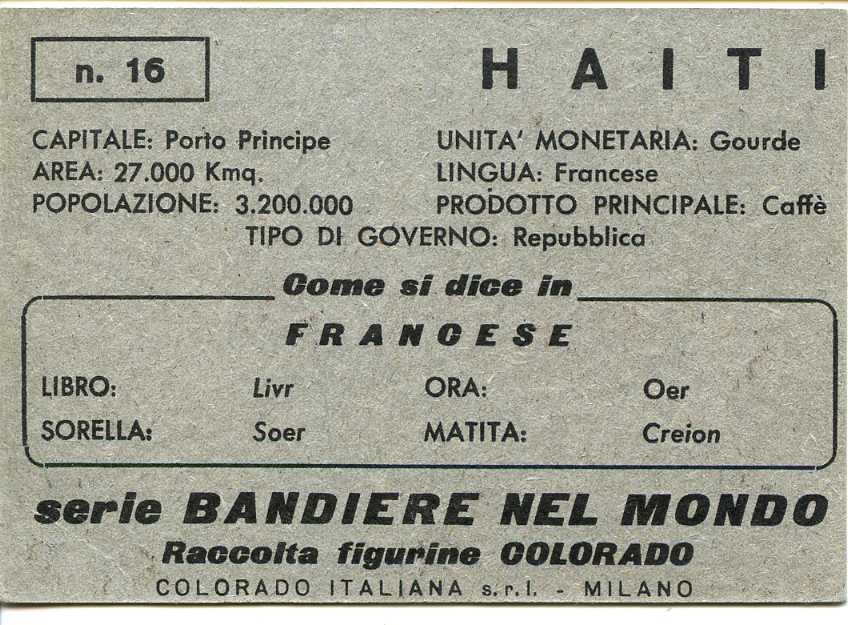 n. 16
HAITI
CAPITALE: Porto Principe
UNITA' MONETARIA: Gourde
AREA: 27.000 Kmq.
LINGUA: Francese
POPOLAZIONE: 3.200.000
PRODOTTO PRINCIPALE: Caffè
TIPO DI GOVERNO: Repubblica
Come si dice in
FRANCESE
LIBRO: Livr
ORA: Oer
SORELLA: Soer
MATITA: Creion
serie BANDIERE NEL MONDO
Raccolta figurine COLORADO
COLORADO ITALIANA s.r.l. - MILANO